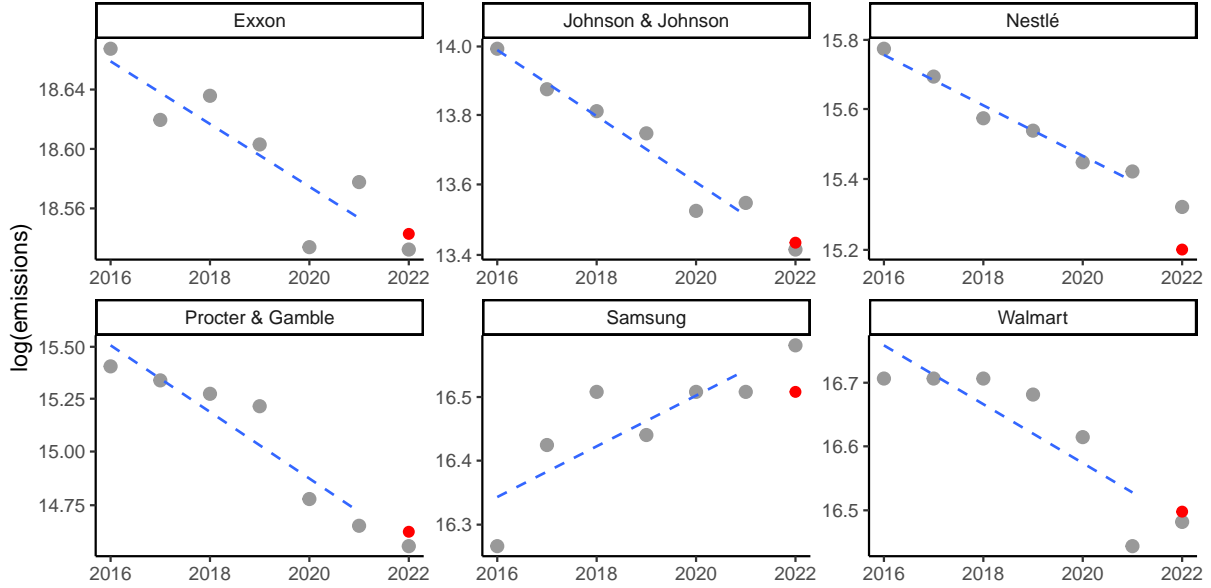 log(emissions)
Exxon
18.64
18.60
18.56
2016 2018 2020 2022
Johnson & Johnson
14.0
13.8
13.6
13.4
2016 2018 2020 2022
Nestlé
15.8
15.6
15.4
15.2
2016 2018 2020 2022
Procter & Gamble
15.50
15.25
15.00
14.75
2016 2018 2020 2022
Samsung
16.5
16.4
16.3
2016 2018 2020 2022
Walmart
16.7
16.6
16.5
2016 2018 2020 2022